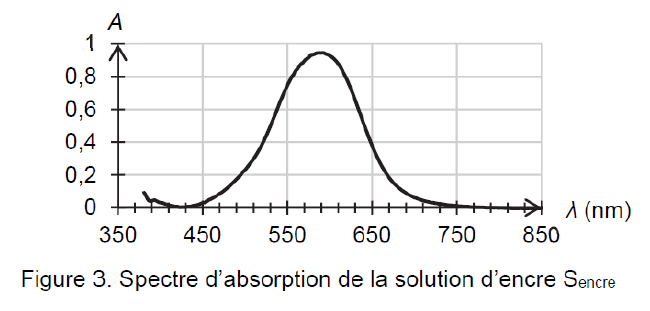 A
1
0,8
0,6
0,4
0,2
0
350 450 550 650 750 850
λ (nm)
Figure 3. Spectre d’absorption de la solution d’encre Sencre